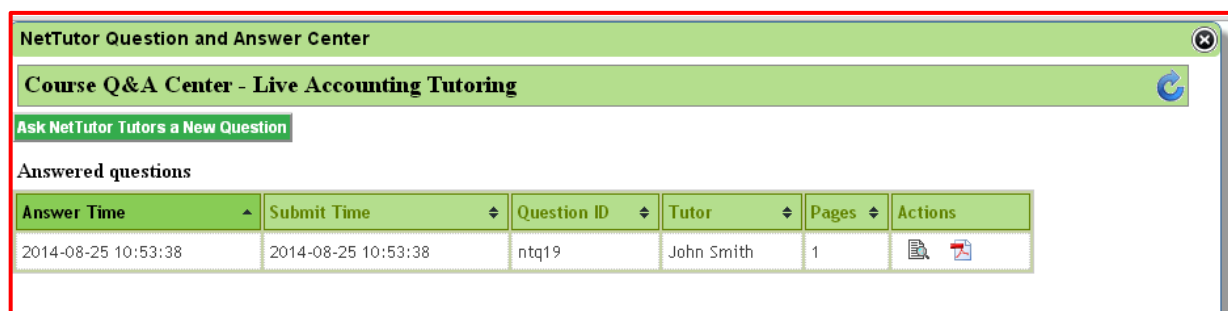 NetTutor Question and Answer Center
Course Q&A Center - Live Accounting Tutoring
Ask NetTutor Tutors a New Question
Answered questions
Answer Time Submit Time Question ID Tutor Pages Actions
2014-08-25 10:53:38 2014-08-25 10:53:38 ntq19 John Smith 1